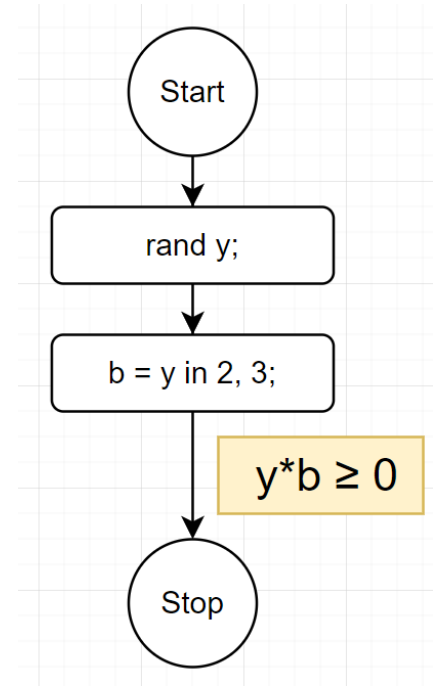 Start
rand y;
b = y in 2, 3;
y*b ≥ 0
Stop